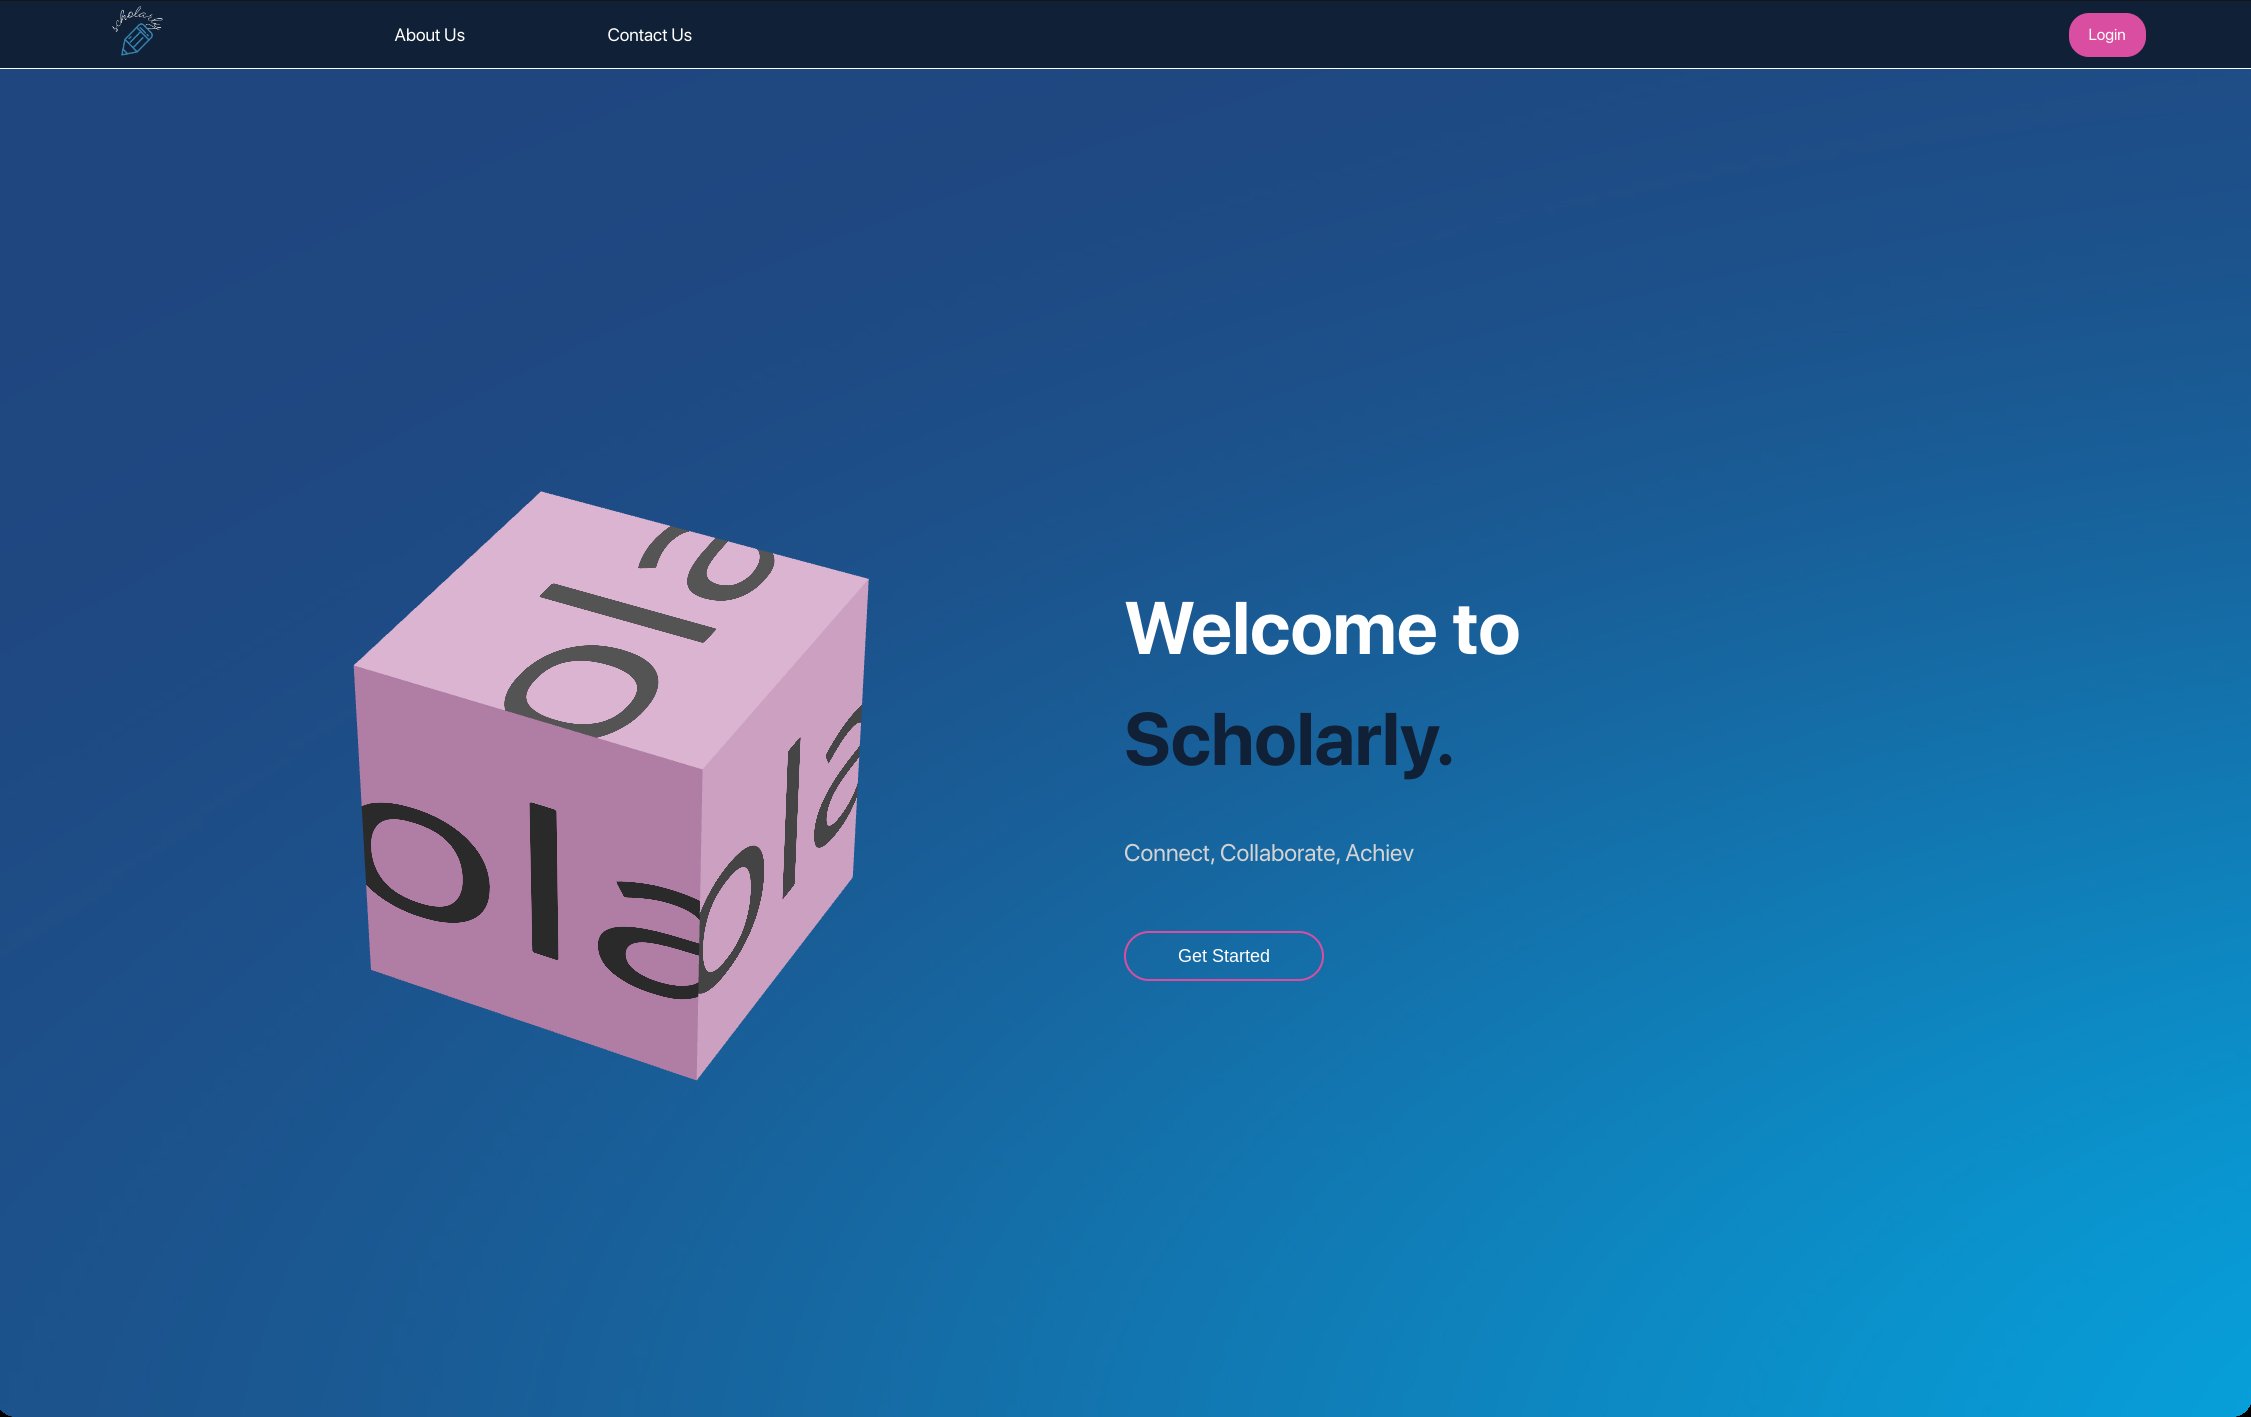 scholarly
About Us
Contact Us
Login
ola
ola
ola
Welcome to
Scholarly.
Connect, Collaborate, Achiev
Get Started